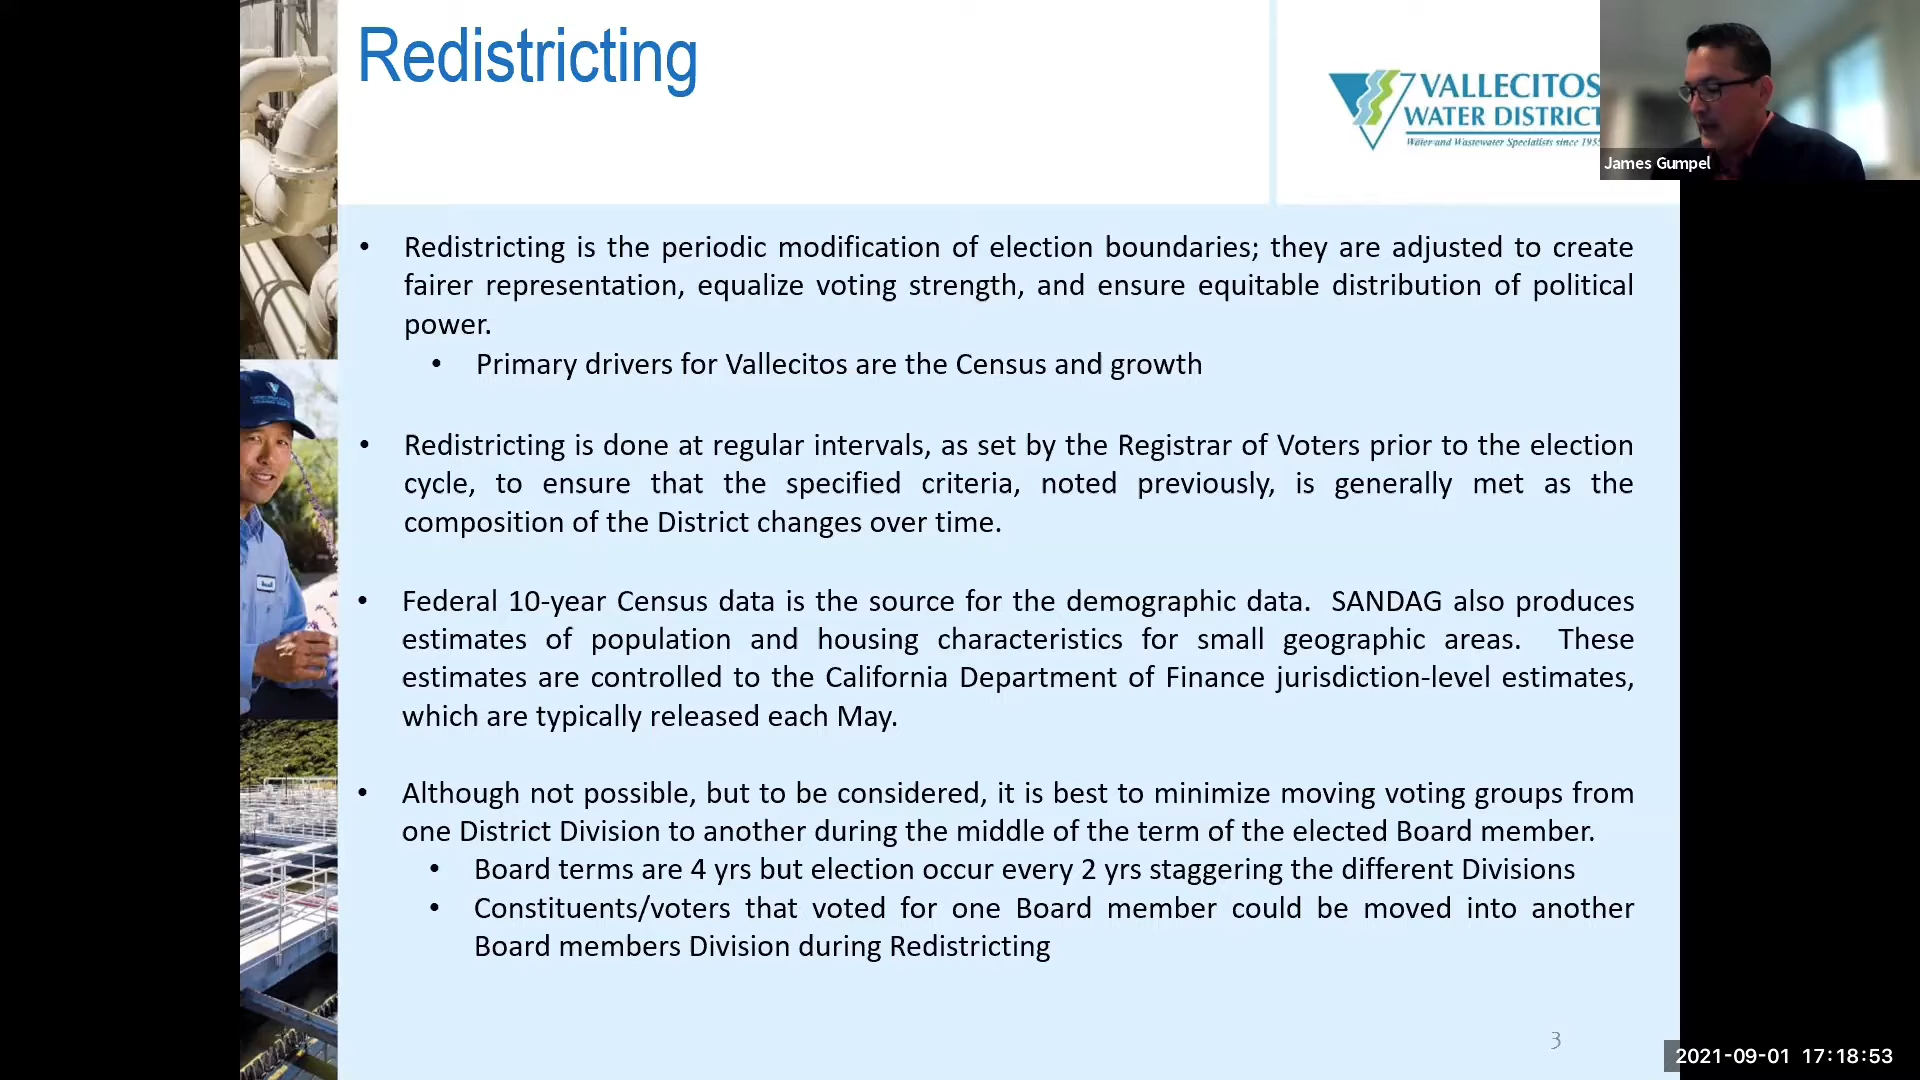 Redistricting
VALLECITOS
WATER DISTRICT
Water and Wastewater Specialists since 1955
James Gumpel
• Redistricting is the periodic modification of election boundaries; they are adjusted to create
fairer representation, equalize voting strength, and ensure equitable distribution of political
power.
• Primary drivers for Vallecitos are the Census and growth
• Redistricting is done at regular intervals, as set by the Registrar of Voters prior to the election
cycle, to ensure that the specified criteria, noted previously, is generally met as the
composition of the District changes over time.
• Federal 10-year Census data is the source for the demographic data. SANDAG also produces
estimates of population and housing characteristics for small geographic areas. These
estimates are controlled to the California Department of Finance jurisdiction-level estimates,
which are typically released each May.
• Although not possible, but to be considered, it is best to minimize moving voting groups from
one District Division to another during the middle of the term of the elected Board member.
• Board terms are 4 yrs but election occur every 2 yrs staggering the different Divisions
• Constituents/voters that voted for one Board member could be moved into another
Board members Division during Redistricting
3
2021-09-01 17:18:53